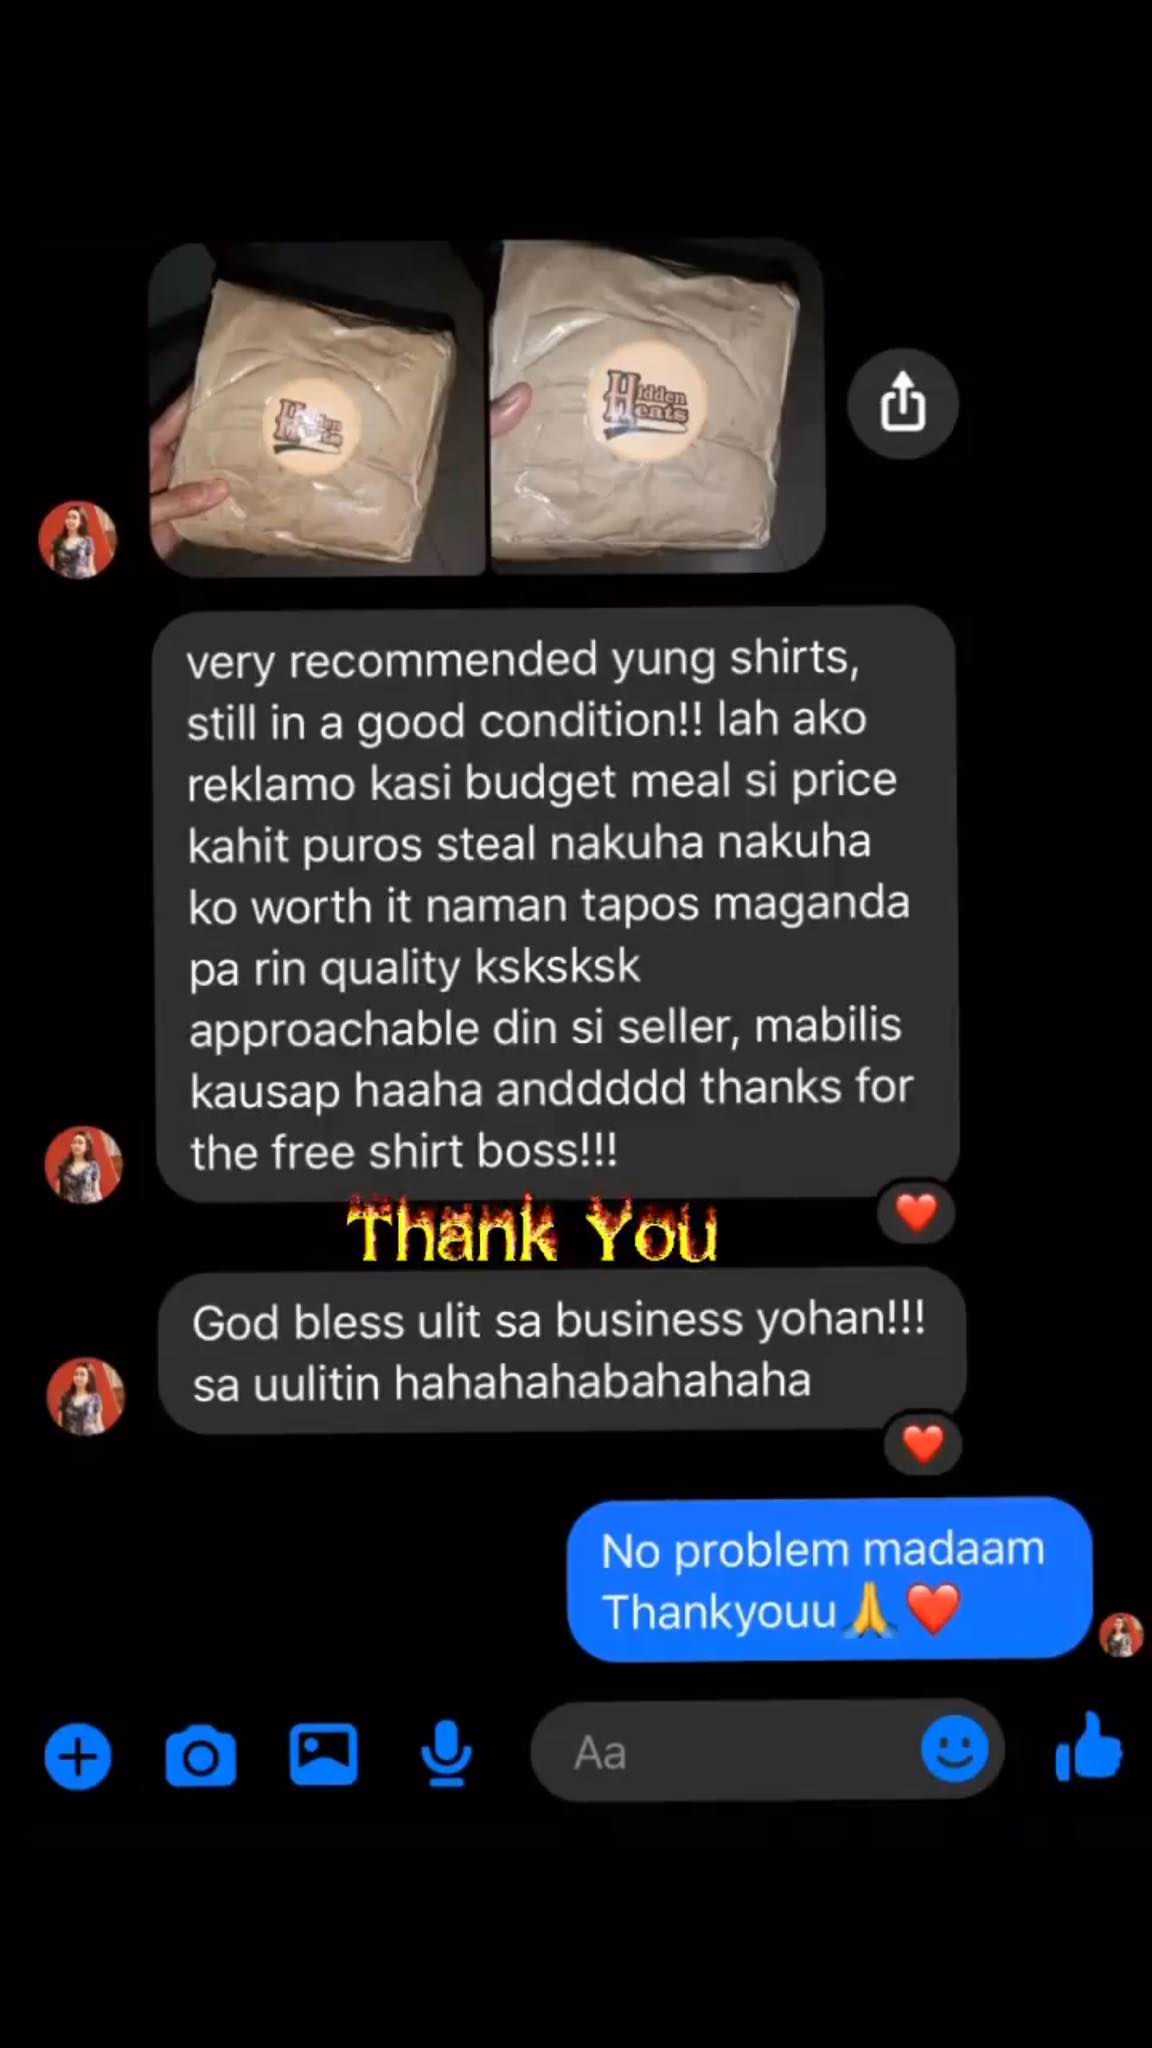 Hidden
Heats
Hidden
Heats
very recommended yung shirts,
still in a good condition!! lah ako
reklamo kasi budget meal si price
kahit puros steal nakuha nakuha
ko worth it naman tapos maganda
pa rin quality ksksksk
approachable din si seller, mabilis
kausap haaha anddddd thanks for
the free shirt boss!!!
Thank You
God bless ulit sa business yohan!!!
sa uulitin hahahahabahahaha
No problem madaam
Thankyouu🙏❤️
Aa